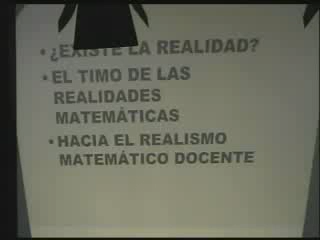 • ¿EXISTE LA REALIDAD?
• EL TIMO DE LAS
REALIDADES
MATEMÁTICAS
• HACIA EL REALISMO
MATEMÁTICO DOCENTE